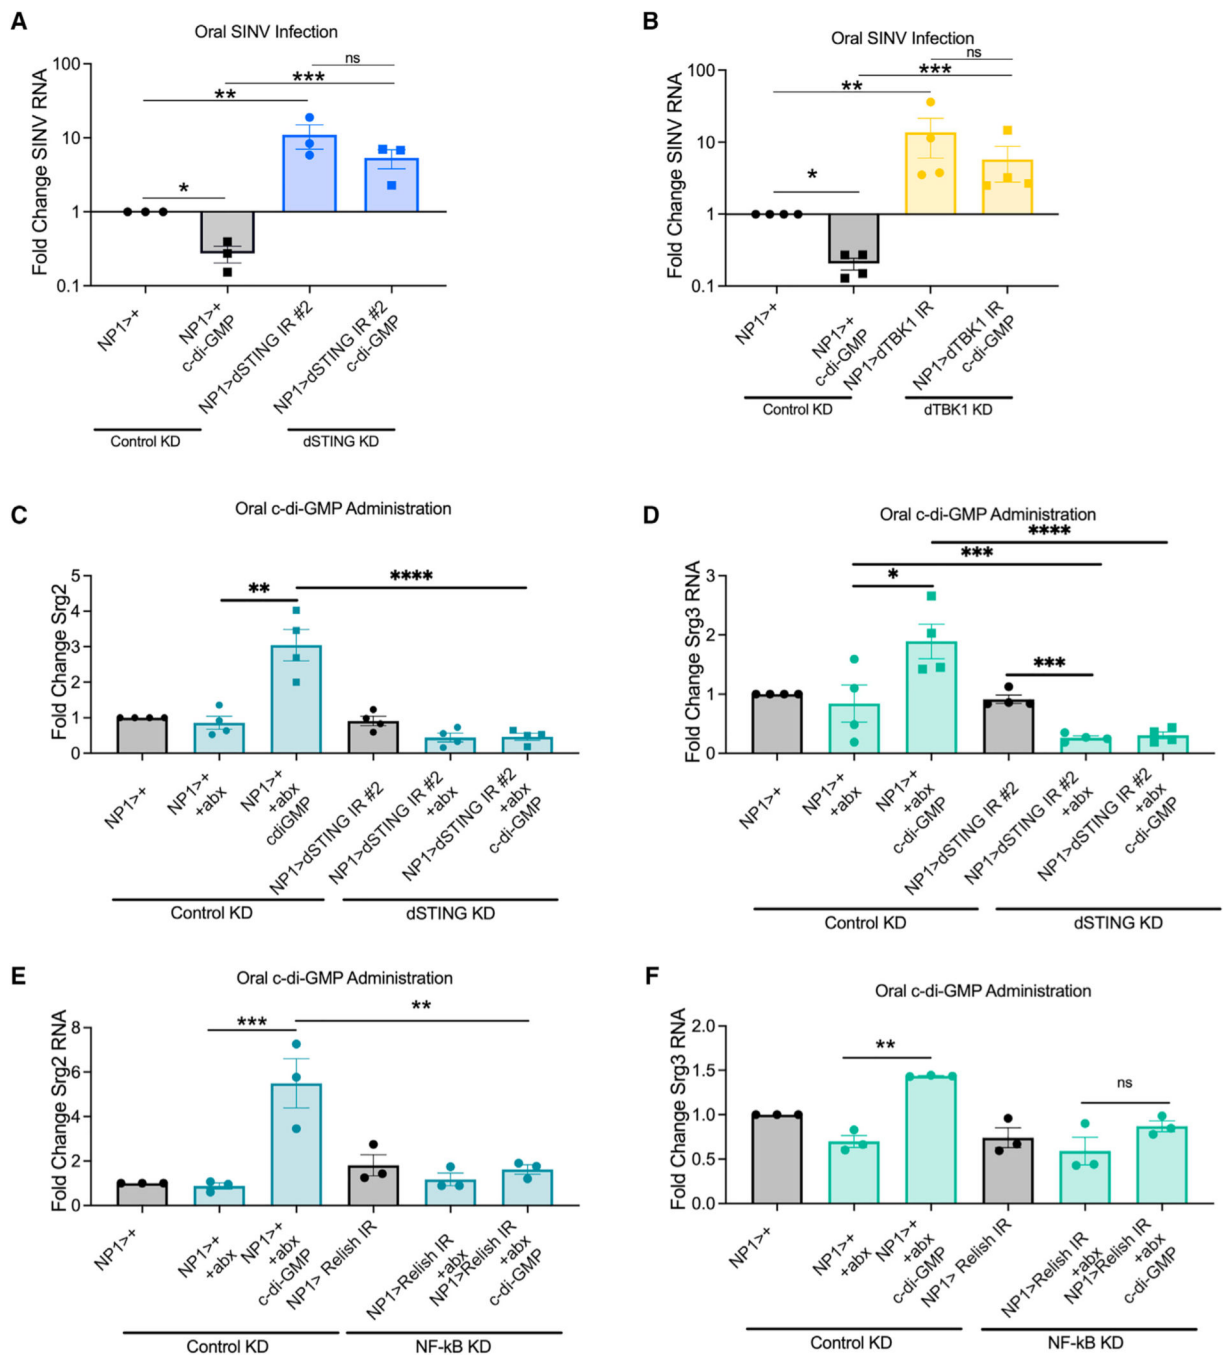 A
Oral SINV Infection
Fold Change SINV RNA
100
10
1
0.1
**
***
ns
*
NP1>+
NP1>+
c-di-GMP
NP1>dSTING IR #2
NP1>dSTING IR #2
c-di-GMP
Control KD
dSTING KD
B
Oral SINV Infection
Fold Change SINV RNA
100
10
1
0.1
**
***
ns
*
NP1>+
NP1>+
c-di-GMP
NP1>dTBK1 IR
NP1>dTBK1 IR
c-di-GMP
Control KD
dTBK1 KD
C
Oral c-di-GMP Administration
Fold Change Srg2
5
4
3
2
1
0
**
****
NP1>+
NP1>+
+abx
NP1>+
+abx
cdiGMP
NP1>dSTING IR #2
NP1>dSTING IR #2
+abx
NP1>dSTING IR #2
+abx
c-di-GMP
Control KD
dSTING KD
D
Oral c-di-GMP Administration
Fold Change Srg3 RNA
3
2
1
0
****
***
*
***
NP1>+
NP1>+
+abx
NP1>+
+abx
c-di-GMP
NP1>dSTING IR #2
NP1>dSTING IR #2
+abx
NP1>dSTING IR #2
+abx
c-di-GMP
Control KD
dSTING KD
E
Oral c-di-GMP Administration
Fold Change Srg2 RNA
8
6
4
2
0
***
**
NP1>+
NP1>+
+abx
NP1>+
+abx
c-di-GMP
NP1> Relish IR
NP1>Relish IR
+abx
NP1>Relish IR
+abx
c-di-GMP
Control KD
NF-kB KD
F
Oral c-di-GMP Administration
Fold Change Srg3 RNA
2.0
1.5
1.0
0.5
0.0
**
ns
NP1>+
NP1>+
+abx
NP1>+
+abx
c-di-GMP
NP1> Relish IR
NP1>Relish IR
+abx
NP1>Relish IR
+abx
c-di-GMP
Control KD
NF-kB KD